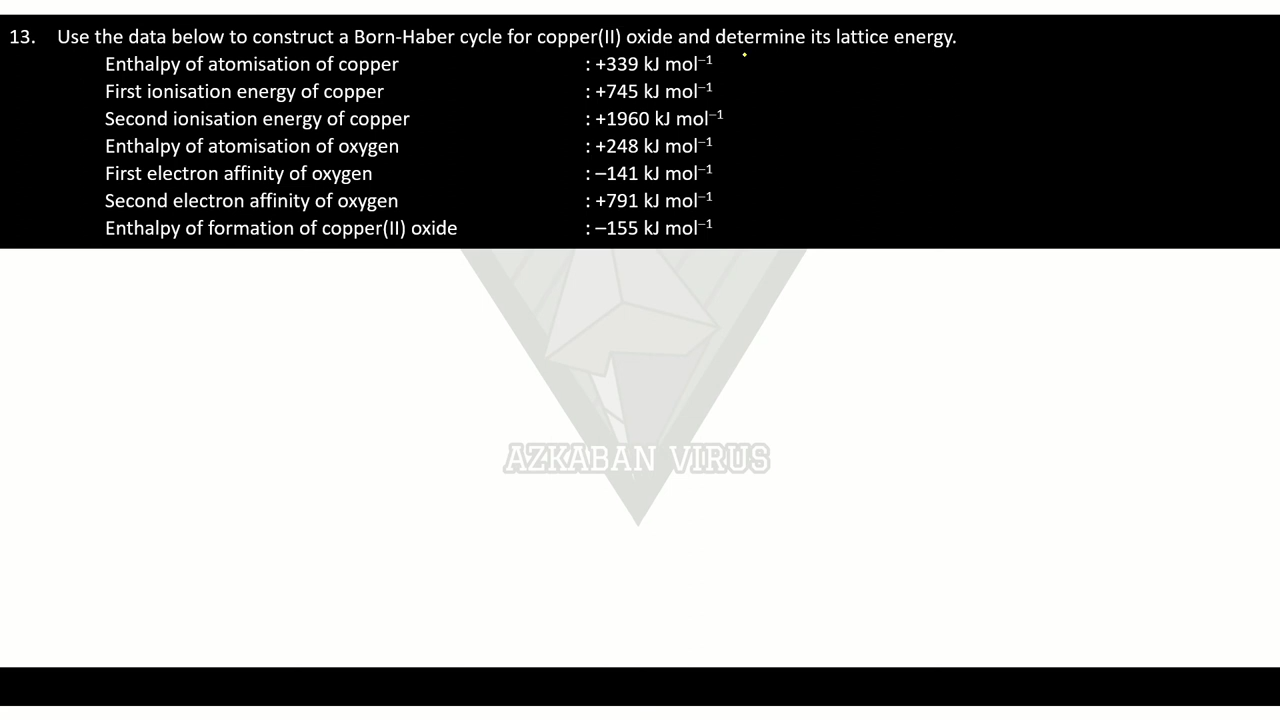 13. Use the data below to construct a Born-Haber cycle for copper(II) oxide and determine its lattice energy.
Enthalpy of atomisation of copper : +339 kJ mol⁻¹
First ionisation energy of copper : +745 kJ mol⁻¹
Second ionisation energy of copper : +1960 kJ mol⁻¹
Enthalpy of atomisation of oxygen : +248 kJ mol⁻¹
First electron affinity of oxygen : –141 kJ mol⁻¹
Second electron affinity of oxygen : +791 kJ mol⁻¹
Enthalpy of formation of copper(II) oxide : –155 kJ mol⁻¹
AZKABAN VIRUS